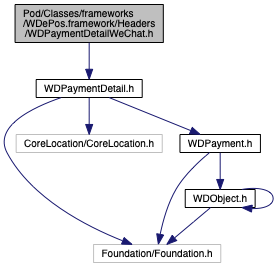 Pod/Classes/frameworks
/WDePos.framework/Headers
/WDPaymentDetailWeChat.h
WDPaymentDetail.h
CoreLocation/CoreLocation.h
WDPayment.h
WDObject.h
Foundation/Foundation.h